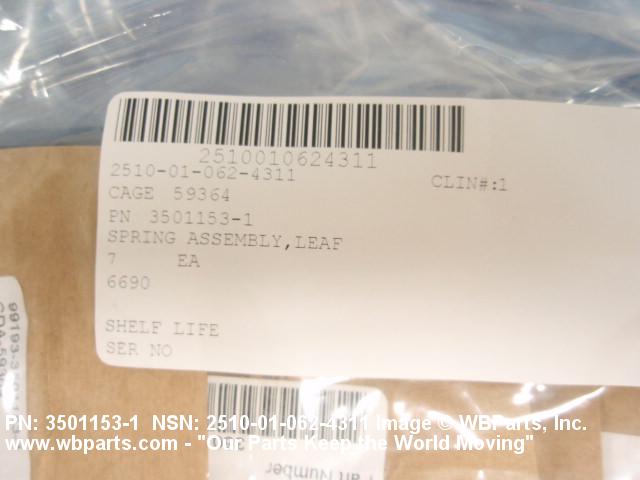 2510010624311
2510-01-062-4311
CLIN#:1
CAGE 59364
PN 3501153-1
SPRING ASSEMBLY,LEAF
7 EA
6690
SHELF LIFE
SER NO
PN: 3501153-1 NSN: 2510-01-062-4311 Image © WBParts, Inc.
www.wbparts.com - "Our Parts Keep the World Moving"
Part Number